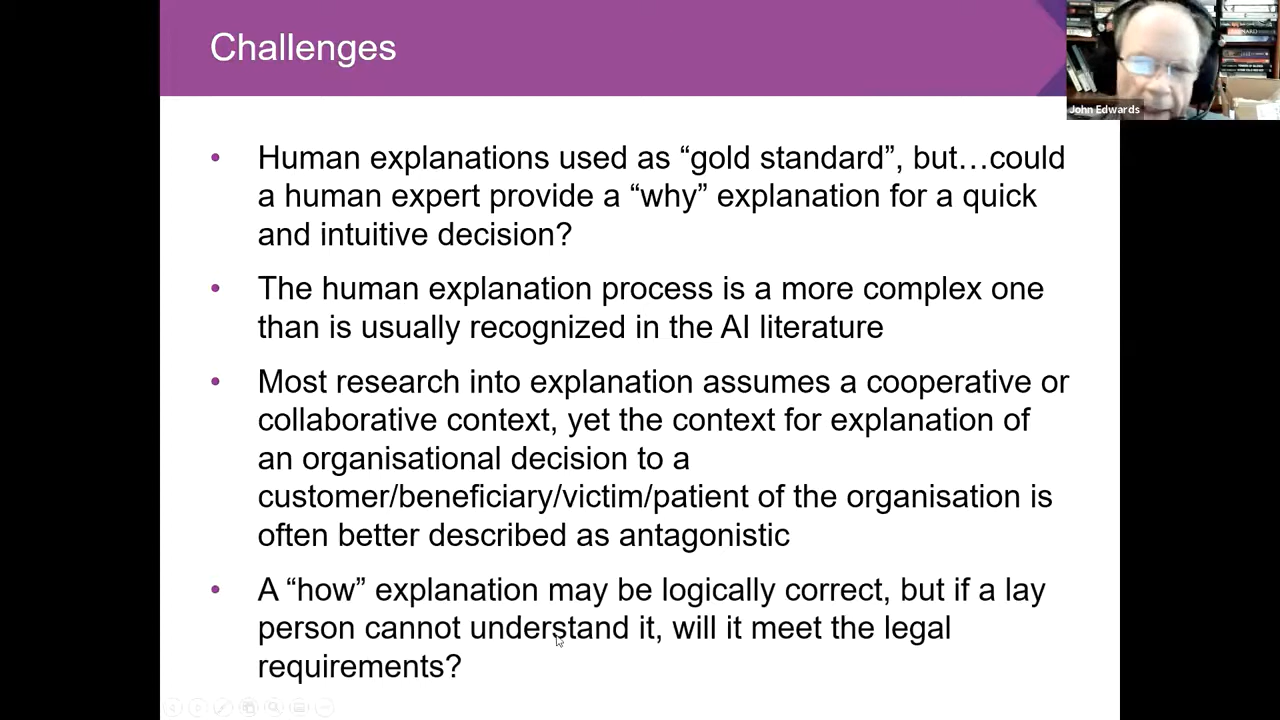 Challenges
John Edwards
• Human explanations used as “gold standard”, but…could
a human expert provide a “why” explanation for a quick
and intuitive decision?
• The human explanation process is a more complex one
than is usually recognized in the AI literature
• Most research into explanation assumes a cooperative or
collaborative context, yet the context for explanation of
an organisational decision to a
customer/beneficiary/victim/patient of the organisation is
often better described as antagonistic
• A “how” explanation may be logically correct, but if a lay
person cannot understand it, will it meet the legal
requirements?